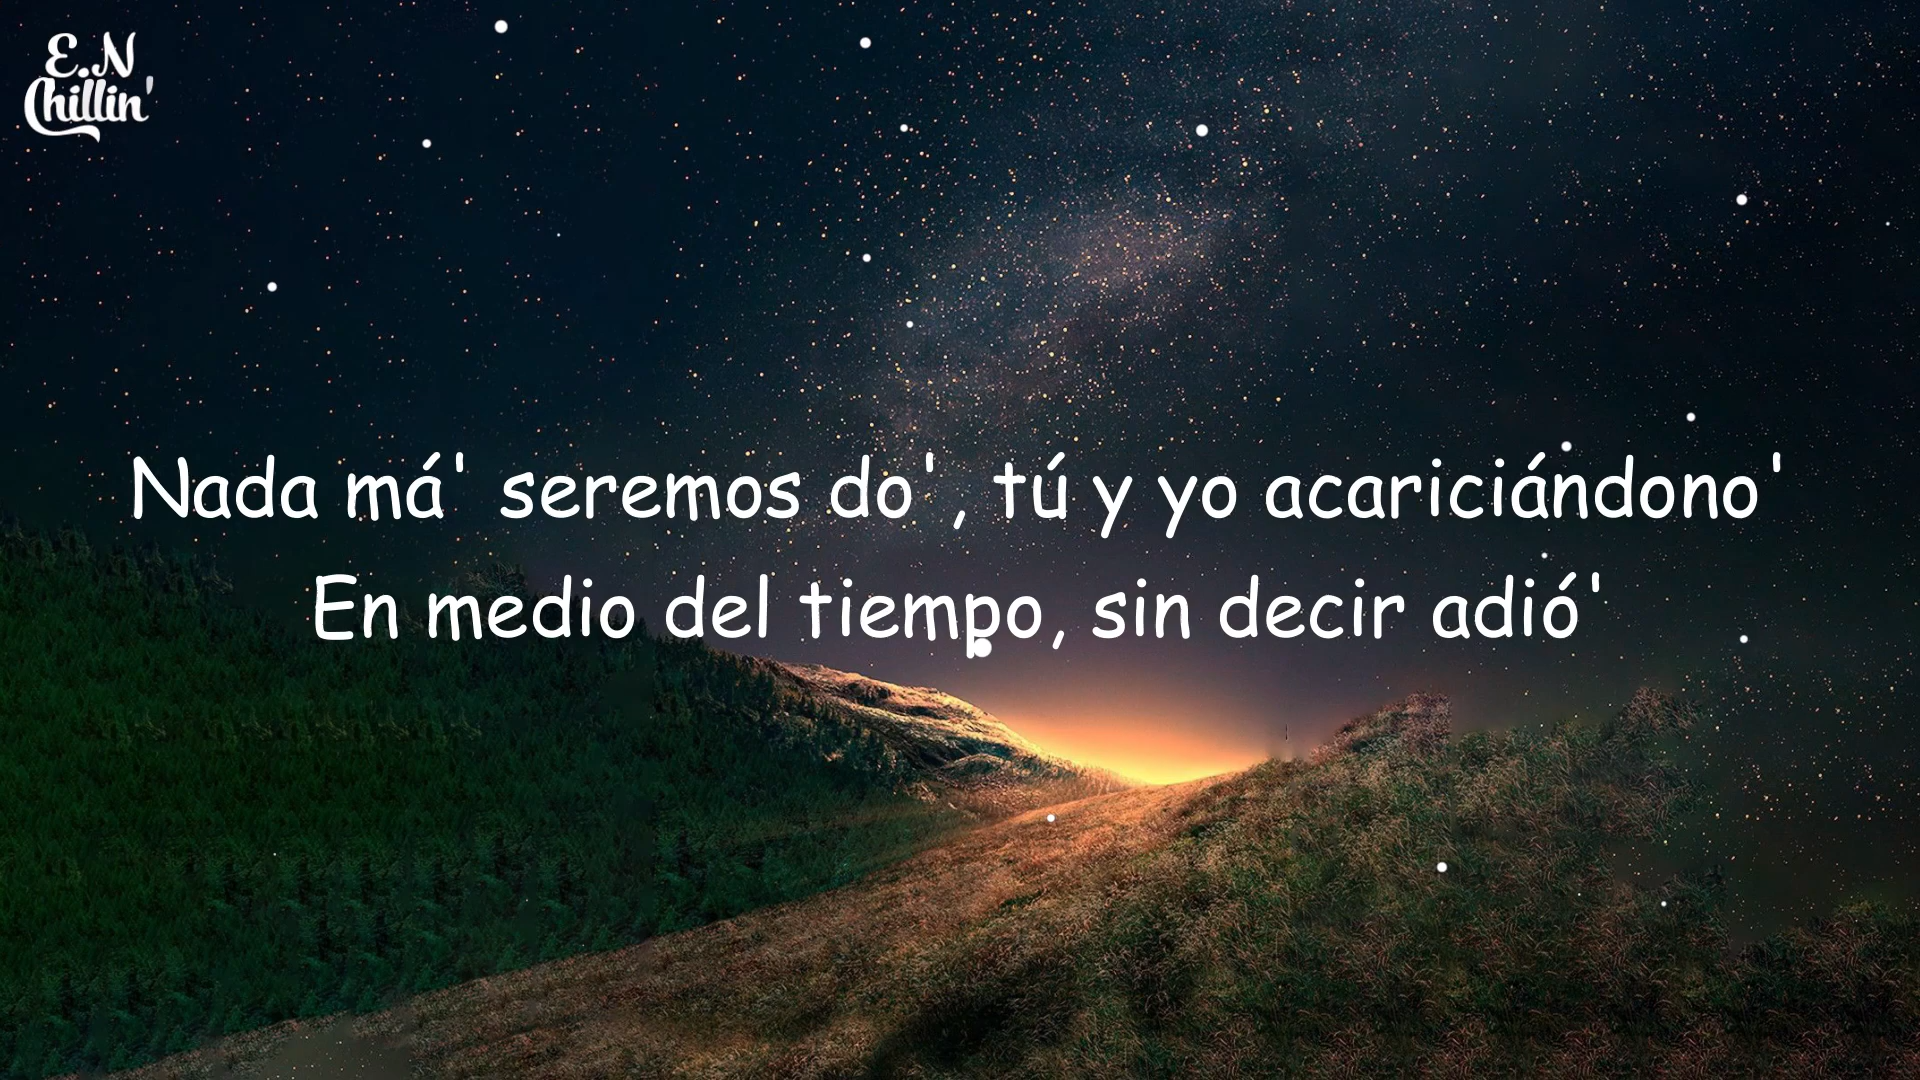 E.N
Chillin'
Nada má' seremos do', tú y yo acariciándono'
En medio del tiempo, sin decir adió'